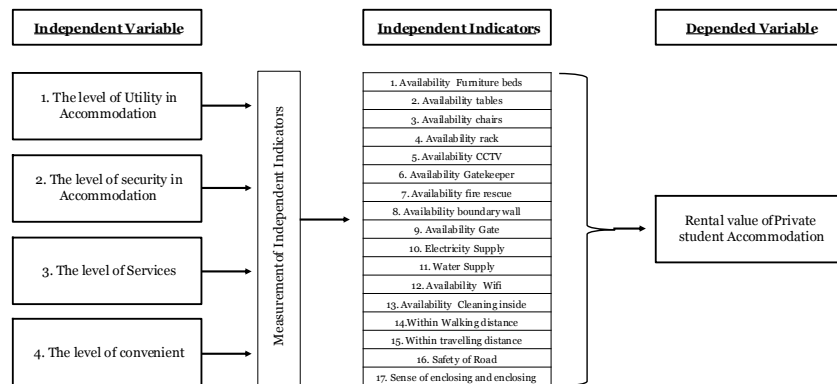 Independent Variable
1. The level of Utility in
Accommodation
2. The level of security in
Accommodation
3. The level of Services
4. The level of convenient
Measurement of Independent Indicators
Independent Indicators
1. Availability Furniture beds
2. Availability tables
3. Availability chairs
4. Availability rack
5. Availability CCTV
6. Availability Gatekeeper
7. Availability fire rescue
8. Availability boundary wall
9. Availability Gate
10. Electricity Supply
11. Water Supply
12. Availability Wifi
13. Availability Cleaning inside
14.Within Walking distance
15. Within travelling distance
16. Safety of Road
17. Sense of enclosing and enclosing
Depended Variable
Rental value of Private
student Accommodation